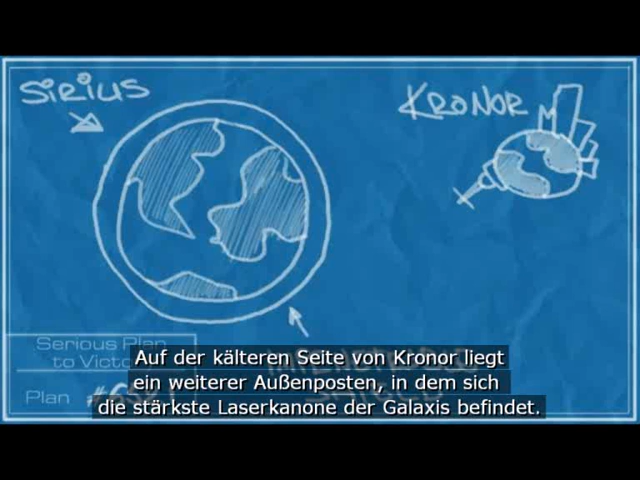 SIRIUS
KRONOR
Serious Plan
to Victo
Plan
Auf der kälteren Seite von Kronor liegt
ein weiterer Außenposten, in dem sich
die stärkste Laserkanone der Galaxis befindet.